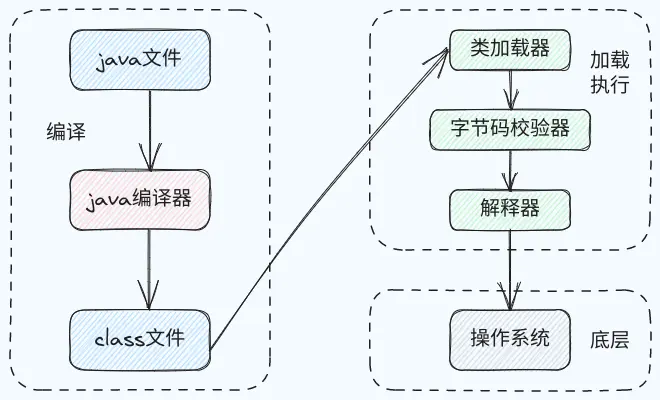 java文件
编译
java编译器
class文件
类加载器
加载
执行
字节码校验器
解释器
操作系统
底层